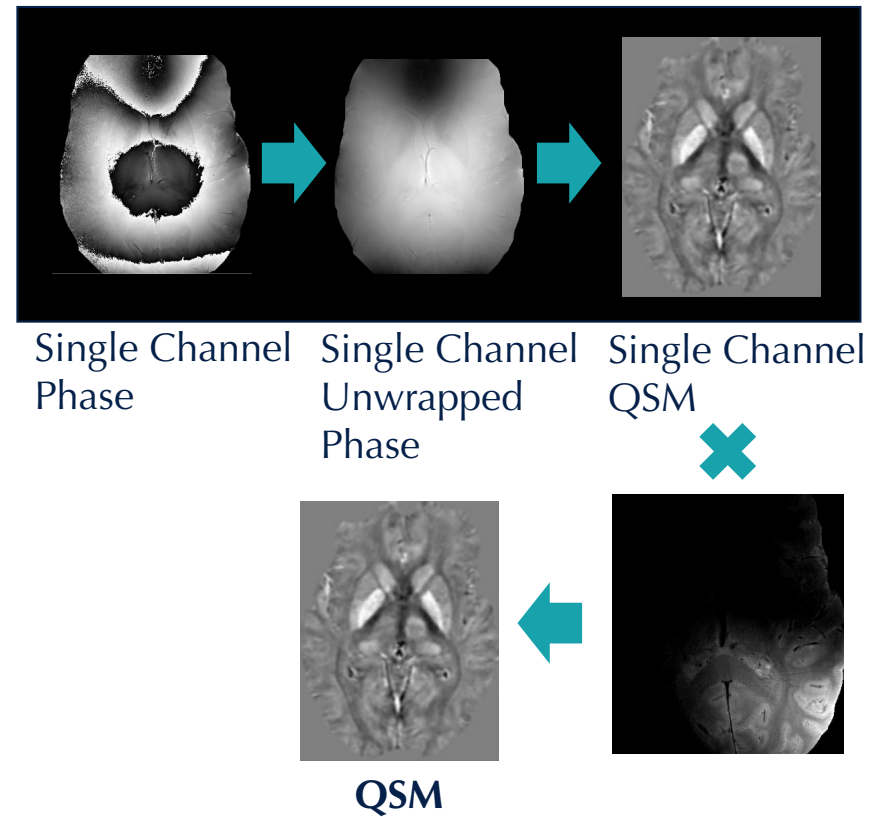 Single Channel
Phase
Single Channel
Unwrapped
Phase
Single Channel
QSM
QSM